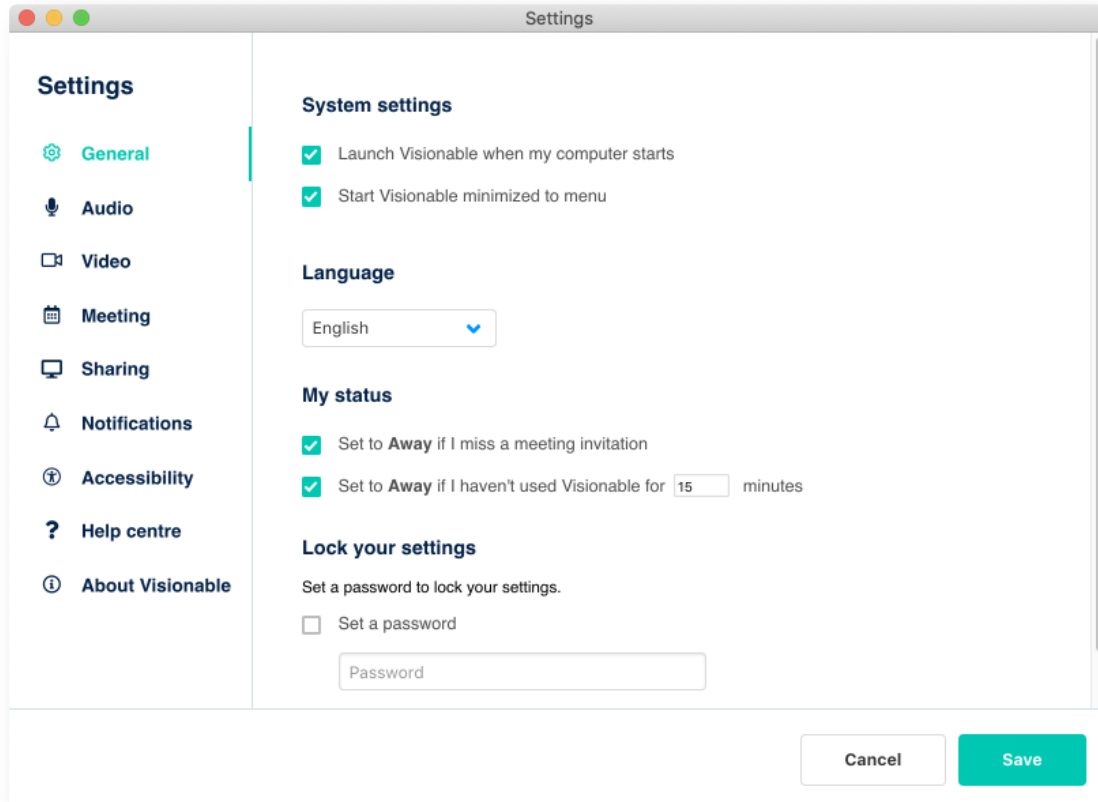 Settings
Settings
General
Audio
Video
Meeting
Sharing
Notifications
Accessibility
Help centre
About Visionable
System settings
Launch Visionable when my computer starts
Start Visionable minimized to menu
Language
English
My status
Set to Away if I miss a meeting invitation
Set to Away if I haven't used Visionable for 15 minutes
Lock your settings
Set a password to lock your settings.
Set a password
Password
Cancel
Save